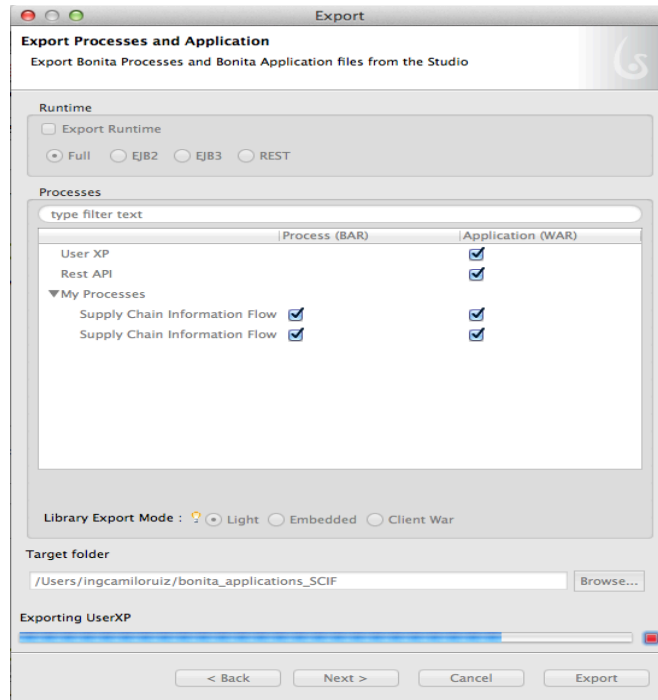 Export
Export Processes and Application
Export Bonita Processes and Bonita Application files from the Studio
Runtime
Export Runtime
Full EJB2 EJB3 REST
Processes
type filter text
Process (BAR) Application (WAR)
User XP
Rest API
My Processes
Supply Chain Information Flow
Supply Chain Information Flow
Library Export Mode : Light Embedded Client War
Target folder
/Users/ingcamiloruiz/bonita_applications_SCIF Browse...
Exporting UserXP
< Back Next > Cancel Export